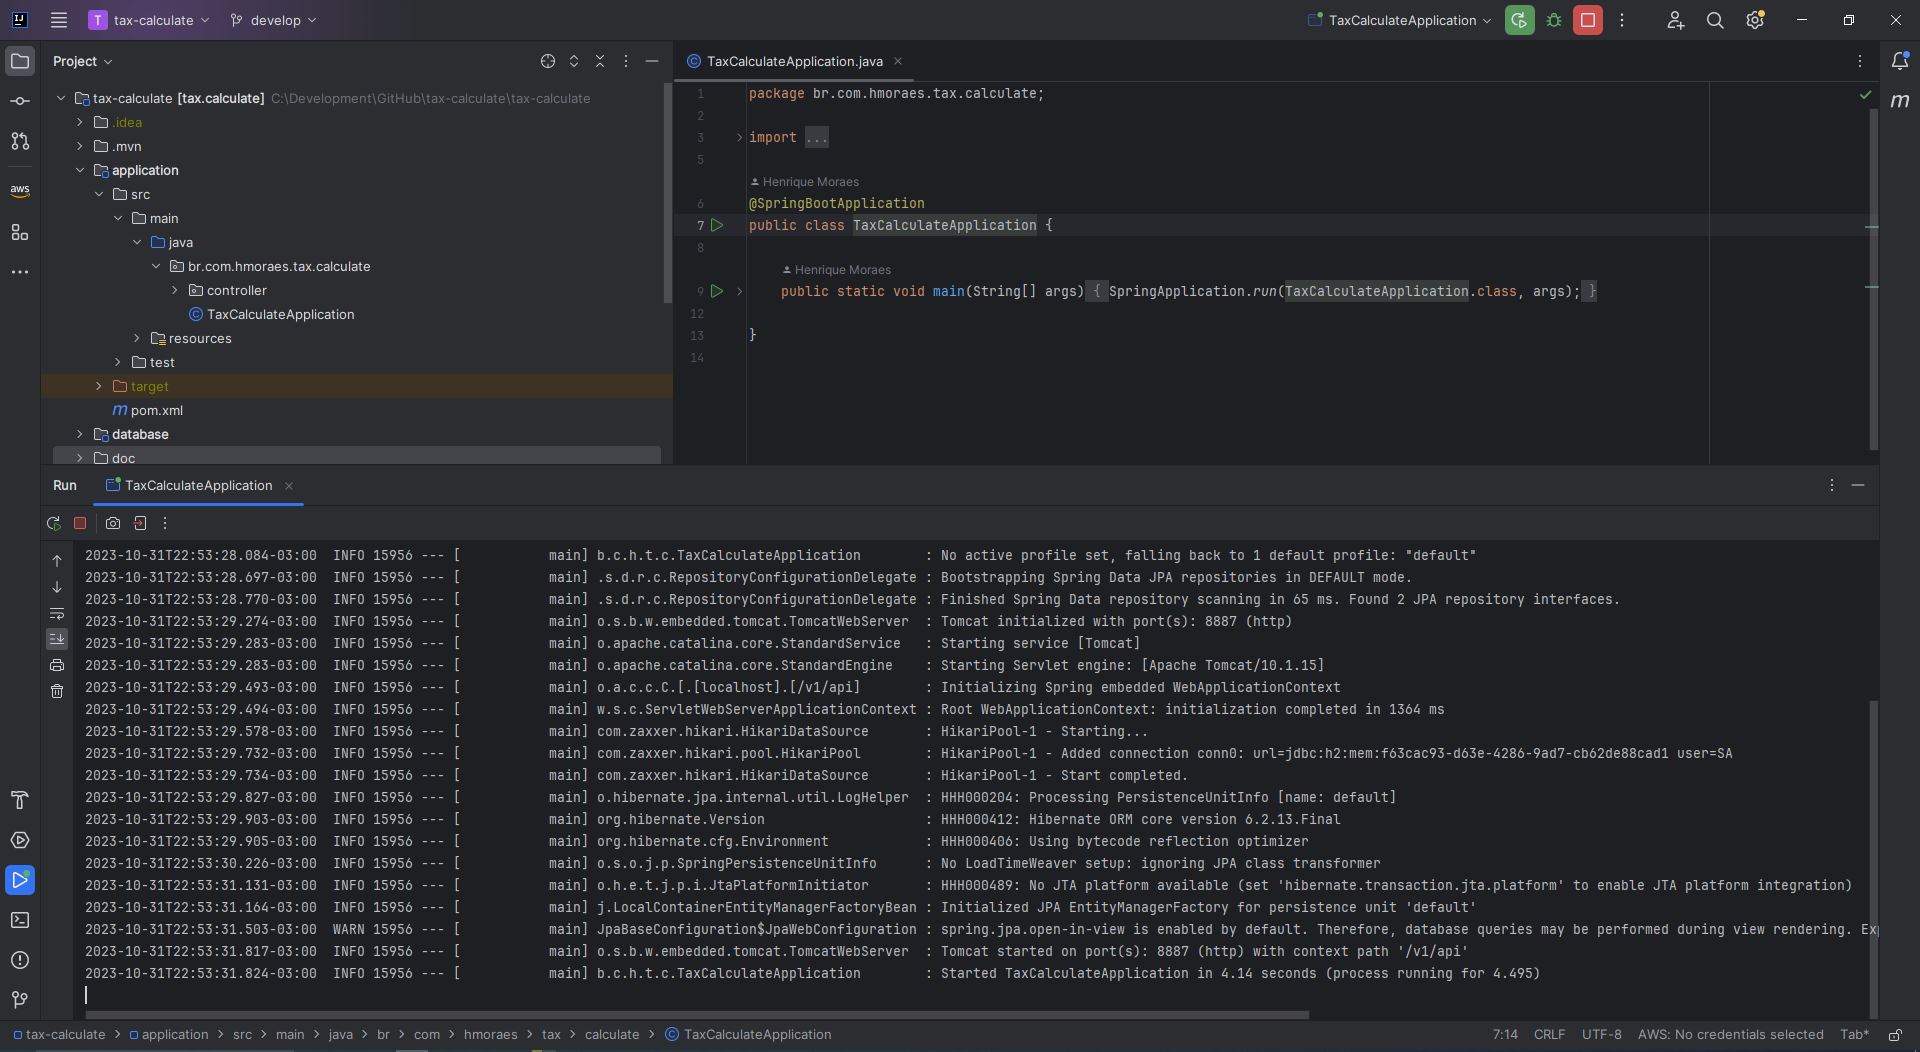 T tax-calculate develop TaxCalculateApplication
Project
TaxCalculateApplication.java
tax-calculate [tax.calculate] C:\Development\GitHub\tax-calculate\tax-calculate
.idea
.mvn
application
src
main
java
br.com.hmoraes.tax.calculate
controller
TaxCalculateApplication
resources
test
target
pom.xml
database
doc
aws
1 package br.com.hmoraes.tax.calculate;
2
3 import ...
5
Henrique Moraes
6 @SpringBootApplication
7 public class TaxCalculateApplication {
8
Henrique Moraes
9 public static void main(String[] args) { SpringApplication.run(TaxCalculateApplication.class, args); }
12
13 }
14
m
Run TaxCalculateApplication
2023-10-31T22:53:28.084-03:00  INFO 15956 --- [           main] b.c.h.t.c.TaxCalculateApplication        : No active profile set, falling back to 1 default profile: "default"
2023-10-31T22:53:28.697-03:00  INFO 15956 --- [           main] .s.d.r.c.RepositoryConfigurationDelegate : Bootstrapping Spring Data JPA repositories in DEFAULT mode.
2023-10-31T22:53:28.770-03:00  INFO 15956 --- [           main] .s.d.r.c.RepositoryConfigurationDelegate : Finished Spring Data repository scanning in 65 ms. Found 2 JPA repository interfaces.
2023-10-31T22:53:29.274-03:00  INFO 15956 --- [           main] o.s.b.w.embedded.tomcat.TomcatWebServer  : Tomcat initialized with port(s): 8887 (http)
2023-10-31T22:53:29.283-03:00  INFO 15956 --- [           main] o.apache.catalina.core.StandardService   : Starting service [Tomcat]
2023-10-31T22:53:29.283-03:00  INFO 15956 --- [           main] o.apache.catalina.core.StandardEngine    : Starting Servlet engine: [Apache Tomcat/10.1.15]
2023-10-31T22:53:29.493-03:00  INFO 15956 --- [           main] o.a.c.c.C.[.[localhost].[/v1/api]        : Initializing Spring embedded WebApplicationContext
2023-10-31T22:53:29.494-03:00  INFO 15956 --- [           main] w.s.c.ServletWebServerApplicationContext : Root WebApplicationContext: initialization completed in 1364 ms
2023-10-31T22:53:29.578-03:00  INFO 15956 --- [           main] com.zaxxer.hikari.HikariDataSource       : HikariPool-1 - Starting...
2023-10-31T22:53:29.732-03:00  INFO 15956 --- [           main] com.zaxxer.hikari.pool.HikariPool        : HikariPool-1 - Added connection conn0: url=jdbc:h2:mem:f63cac93-d63e-4286-9ad7-cb62de88cad1 user=SA
2023-10-31T22:53:29.734-03:00  INFO 15956 --- [           main] com.zaxxer.hikari.HikariDataSource       : HikariPool-1 - Start completed.
2023-10-31T22:53:29.827-03:00  INFO 15956 --- [           main] o.hibernate.jpa.internal.util.LogHelper  : HHH000204: Processing PersistenceUnitInfo [name: default]
2023-10-31T22:53:29.903-03:00  INFO 15956 --- [           main] org.hibernate.Version                    : HHH000412: Hibernate ORM core version 6.2.13.Final
2023-10-31T22:53:29.905-03:00  INFO 15956 --- [           main] org.hibernate.cfg.Environment            : HHH000406: Using bytecode reflection optimizer
2023-10-31T22:53:30.226-03:00  INFO 15956 --- [           main] o.s.o.j.p.SpringPersistenceUnitInfo      : No LoadTimeWeaver setup: ignoring JPA class transformer
2023-10-31T22:53:31.131-03:00  INFO 15956 --- [           main] o.h.e.t.j.p.i.JtaPlatformInitiator       : HHH000489: No JTA platform available (set 'hibernate.transaction.jta.platform' to enable JTA platform integration)
2023-10-31T22:53:31.164-03:00  INFO 15956 --- [           main] j.LocalContainerEntityManagerFactoryBean : Initialized JPA EntityManagerFactory for persistence unit 'default'
2023-10-31T22:53:31.503-03:00  WARN 15956 --- [           main] JpaBaseConfiguration$JpaWebConfiguration : spring.jpa.open-in-view is enabled by default. Therefore, database queries may be performed during view rendering. Ex
2023-10-31T22:53:31.817-03:00  INFO 15956 --- [           main] o.s.b.w.embedded.tomcat.TomcatWebServer  : Tomcat started on port(s): 8887 (http) with context path '/v1/api'
2023-10-31T22:53:31.824-03:00  INFO 15956 --- [           main] b.c.h.t.c.TaxCalculateApplication        : Started TaxCalculateApplication in 4.14 seconds (process running for 4.495)
tax-calculate > application > src > main > java > br > com > hmoraes > tax > calculate > TaxCalculateApplication 7:14 CRLF UTF-8 AWS: No credentials selected Tab*